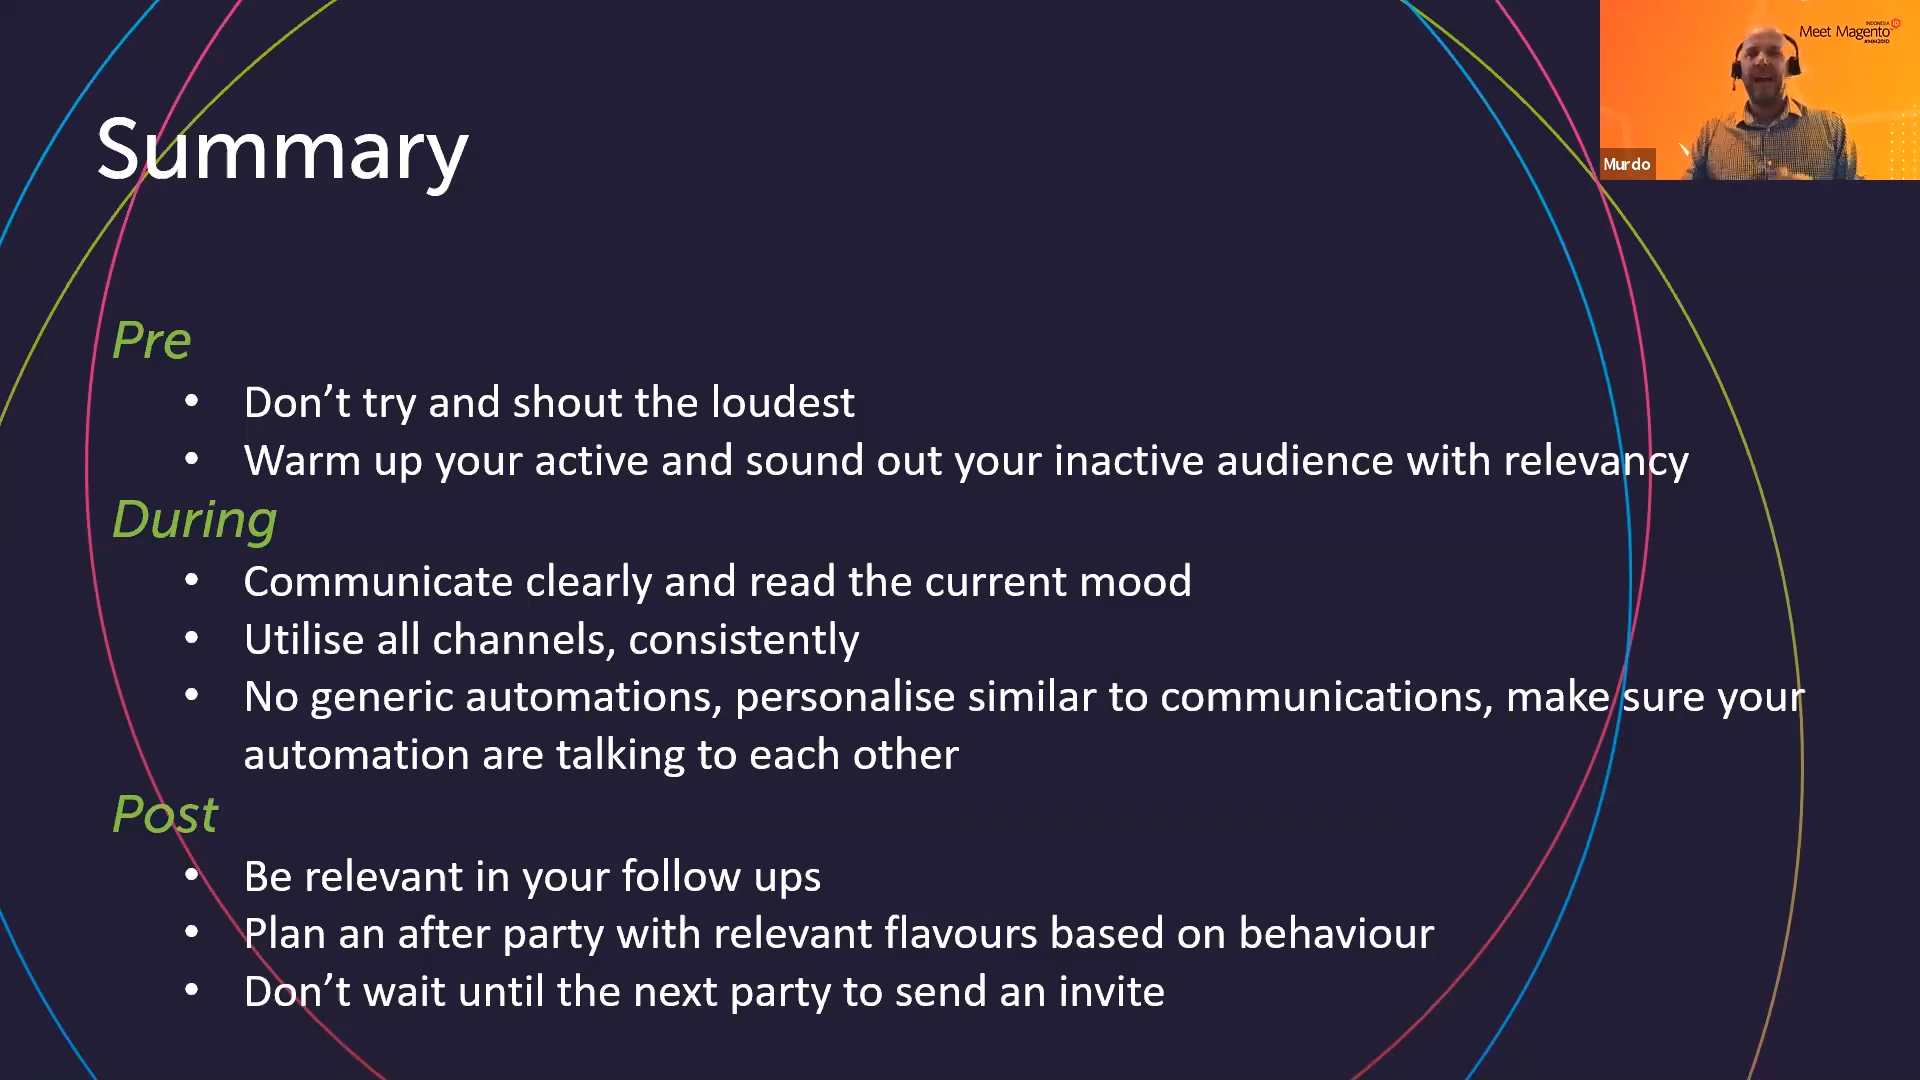 INDONESIA
Meet Magento
#MM20ID
Murdo
Summary
Pre
• Don’t try and shout the loudest
• Warm up your active and sound out your inactive audience with relevancy
During
• Communicate clearly and read the current mood
• Utilise all channels, consistently
• No generic automations, personalise similar to communications, make sure your
automation are talking to each other
Post
• Be relevant in your follow ups
• Plan an after party with relevant flavours based on behaviour
• Don’t wait until the next party to send an invite